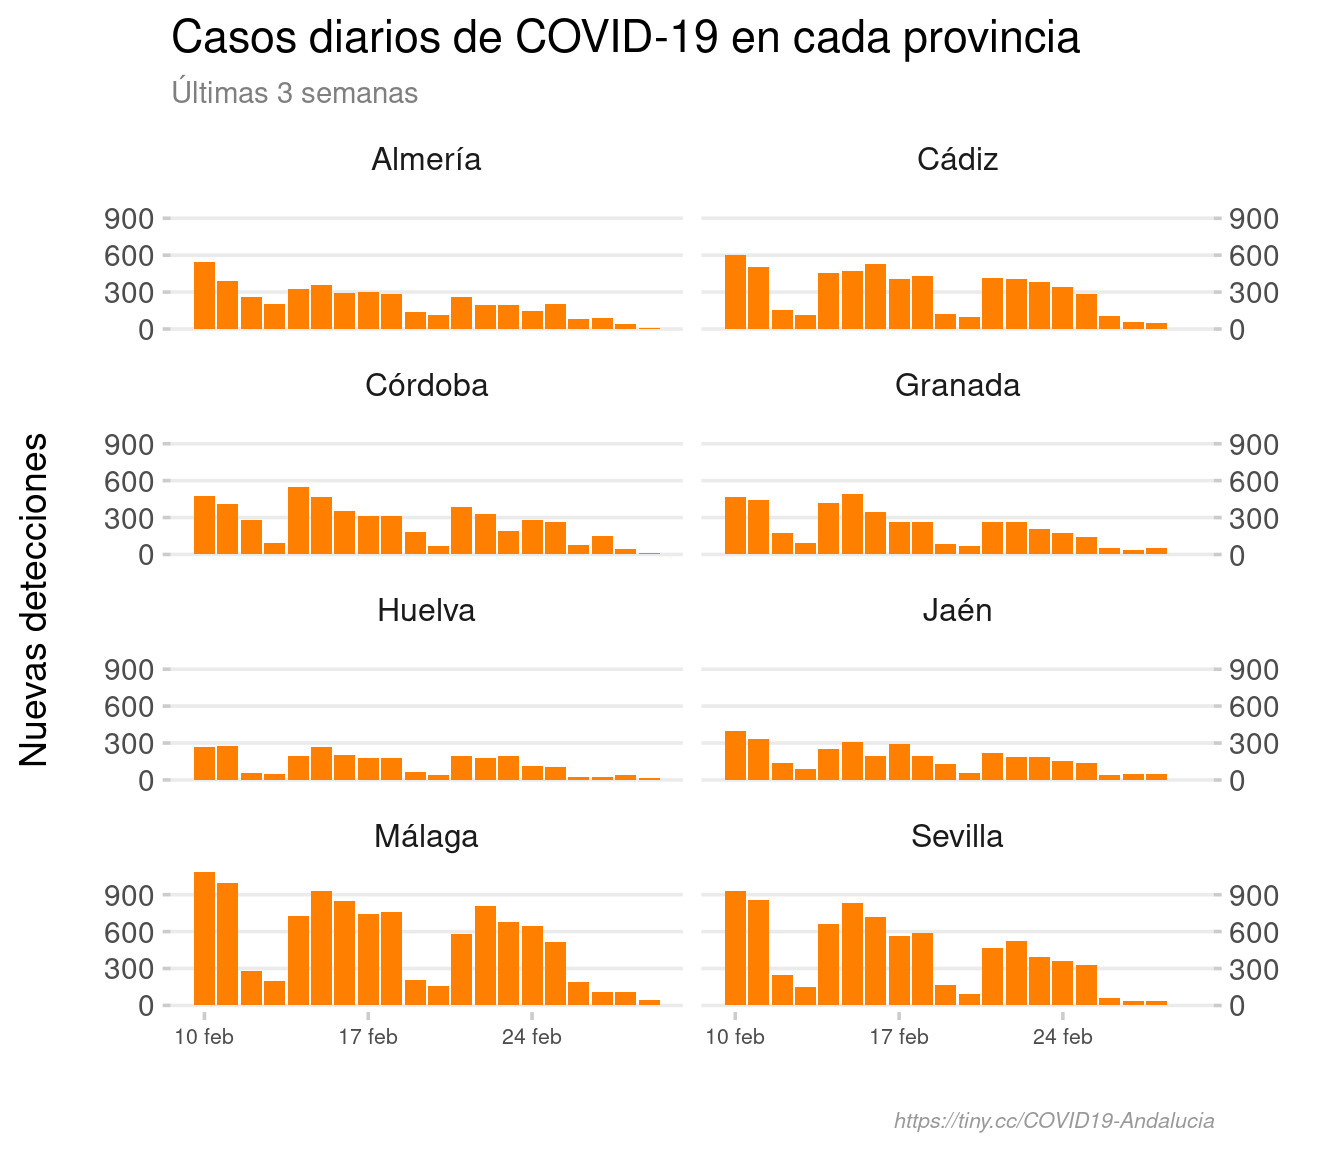 Casos diarios de COVID-19 en cada provincia
Últimas 3 semanas
Nuevas detecciones
Almería
Cádiz
900
600
300
0
900
600
300
0
Córdoba
Granada
900
600
300
0
900
600
300
0
Huelva
Jaén
900
600
300
0
900
600
300
0
Málaga
Sevilla
900
600
300
0
900
600
300
0
10 feb 17 feb 24 feb
10 feb 17 feb 24 feb
https://tiny.cc/COVID19-Andalucia